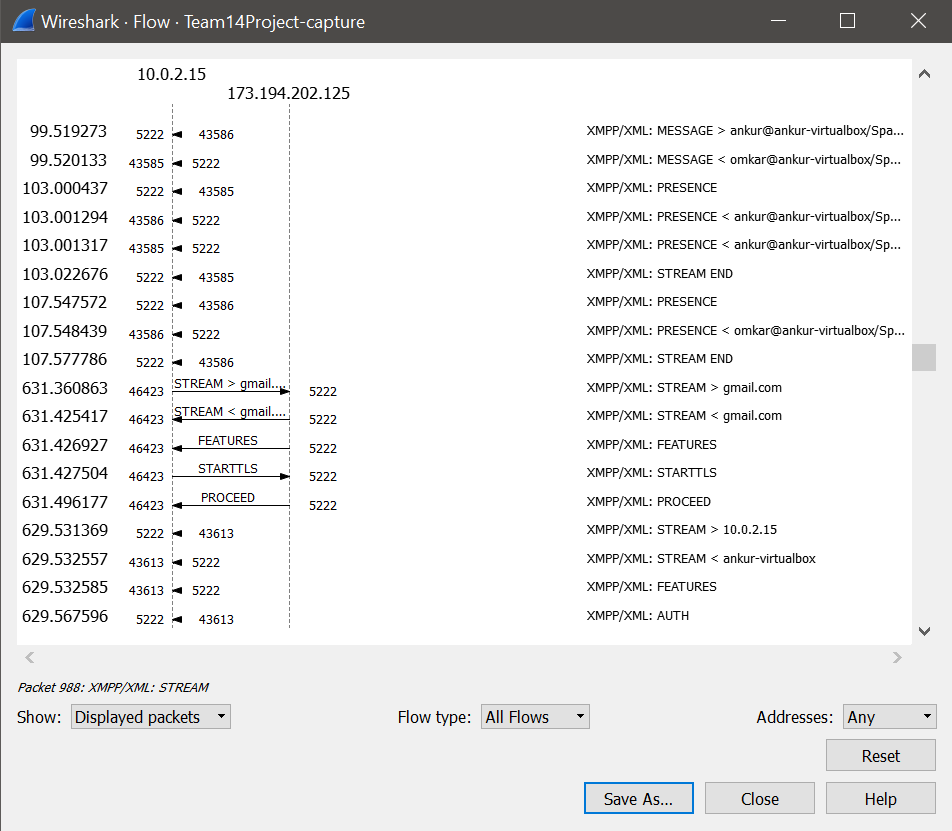 Wireshark · Flow · Team14Project-capture
10.0.2.15
173.194.202.125
99.519273 5222 43586 XMPP/XML: MESSAGE > ankur@ankur-virtualbox/Spa...
99.520133 43585 5222 XMPP/XML: MESSAGE < omkar@ankur-virtualbox/Sp...
103.000437 5222 43585 XMPP/XML: PRESENCE
103.001294 43586 5222 XMPP/XML: PRESENCE < ankur@ankur-virtualbox/Sp...
103.001317 43585 5222 XMPP/XML: PRESENCE < ankur@ankur-virtualbox/Sp...
103.022676 5222 43585 XMPP/XML: STREAM END
107.547572 5222 43586 XMPP/XML: PRESENCE
107.548439 43586 5222 XMPP/XML: PRESENCE < omkar@ankur-virtualbox/Sp...
107.577786 5222 43586 XMPP/XML: STREAM END
631.360863 46423 STREAM > gmail.... 5222 XMPP/XML: STREAM > gmail.com
631.425417 46423 STREAM < gmail.... 5222 XMPP/XML: STREAM < gmail.com
631.426927 46423 FEATURES 5222 XMPP/XML: FEATURES
631.427504 46423 STARTTLS 5222 XMPP/XML: STARTTLS
631.496177 46423 PROCEED 5222 XMPP/XML: PROCEED
629.531369 5222 43613 XMPP/XML: STREAM > 10.0.2.15
629.532557 43613 5222 XMPP/XML: STREAM < ankur-virtualbox
629.532585 43613 5222 XMPP/XML: FEATURES
629.567596 5222 43613 XMPP/XML: AUTH
Packet 988: XMPP/XML: STREAM
Show: Displayed packets Flow type: All Flows Addresses: Any
Reset
Save As... Close Help